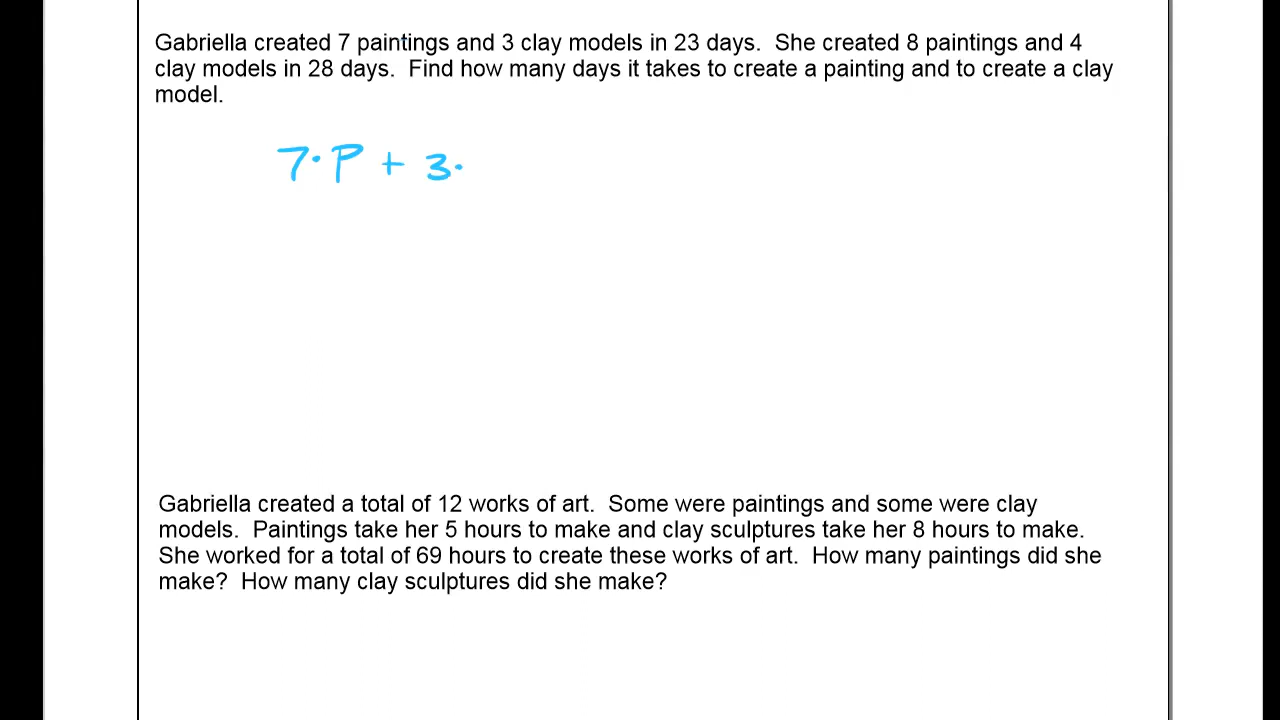 Gabriella created 7 paintings and 3 clay models in 23 days.  She created 8 paintings and 4
clay models in 28 days.  Find how many days it takes to create a painting and to create a clay
model.
7· P + 3·
Gabriella created a total of 12 works of art.  Some were paintings and some were clay
models.  Paintings take her 5 hours to make and clay sculptures take her 8 hours to make.
She worked for a total of 69 hours to create these works of art.  How many paintings did she
make?  How many clay sculptures did she make?